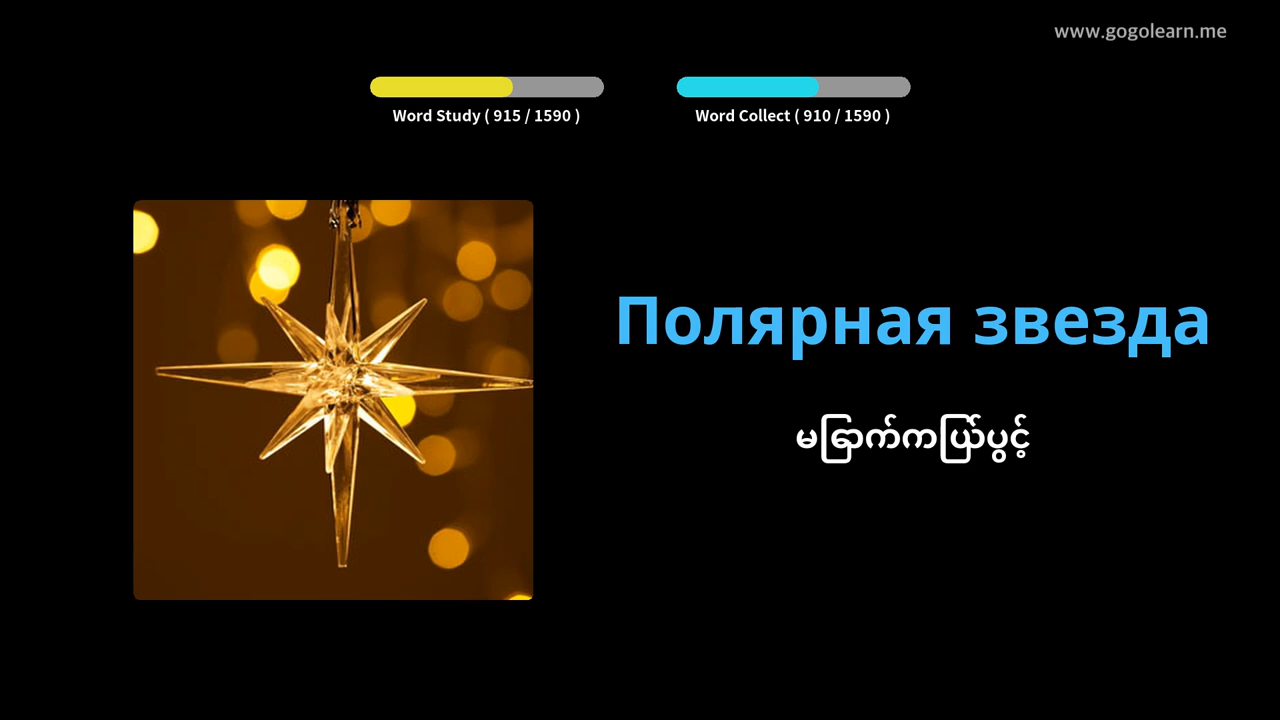 www.gogolearn.me
Word Study ( 915 / 1590 )
Word Collect ( 910 / 1590 )
Полярная звезда
မခြောက်ကယြ်ပွင့်